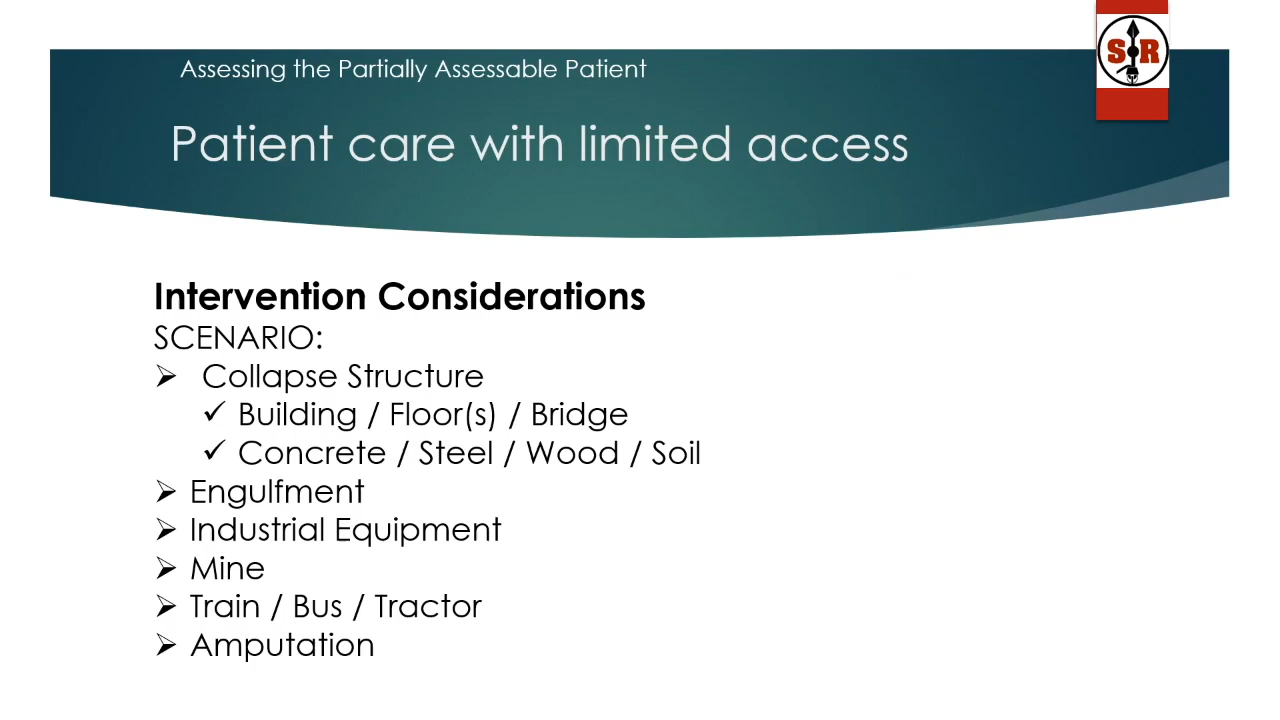 Assessing the Partially Assessable Patient
S R
Patient care with limited access
Intervention Considerations
SCENARIO:
➢ Collapse Structure
✓ Building / Floor(s) / Bridge
✓ Concrete / Steel / Wood / Soil
➢ Engulfment
➢ Industrial Equipment
➢ Mine
➢ Train / Bus / Tractor
➢ Amputation